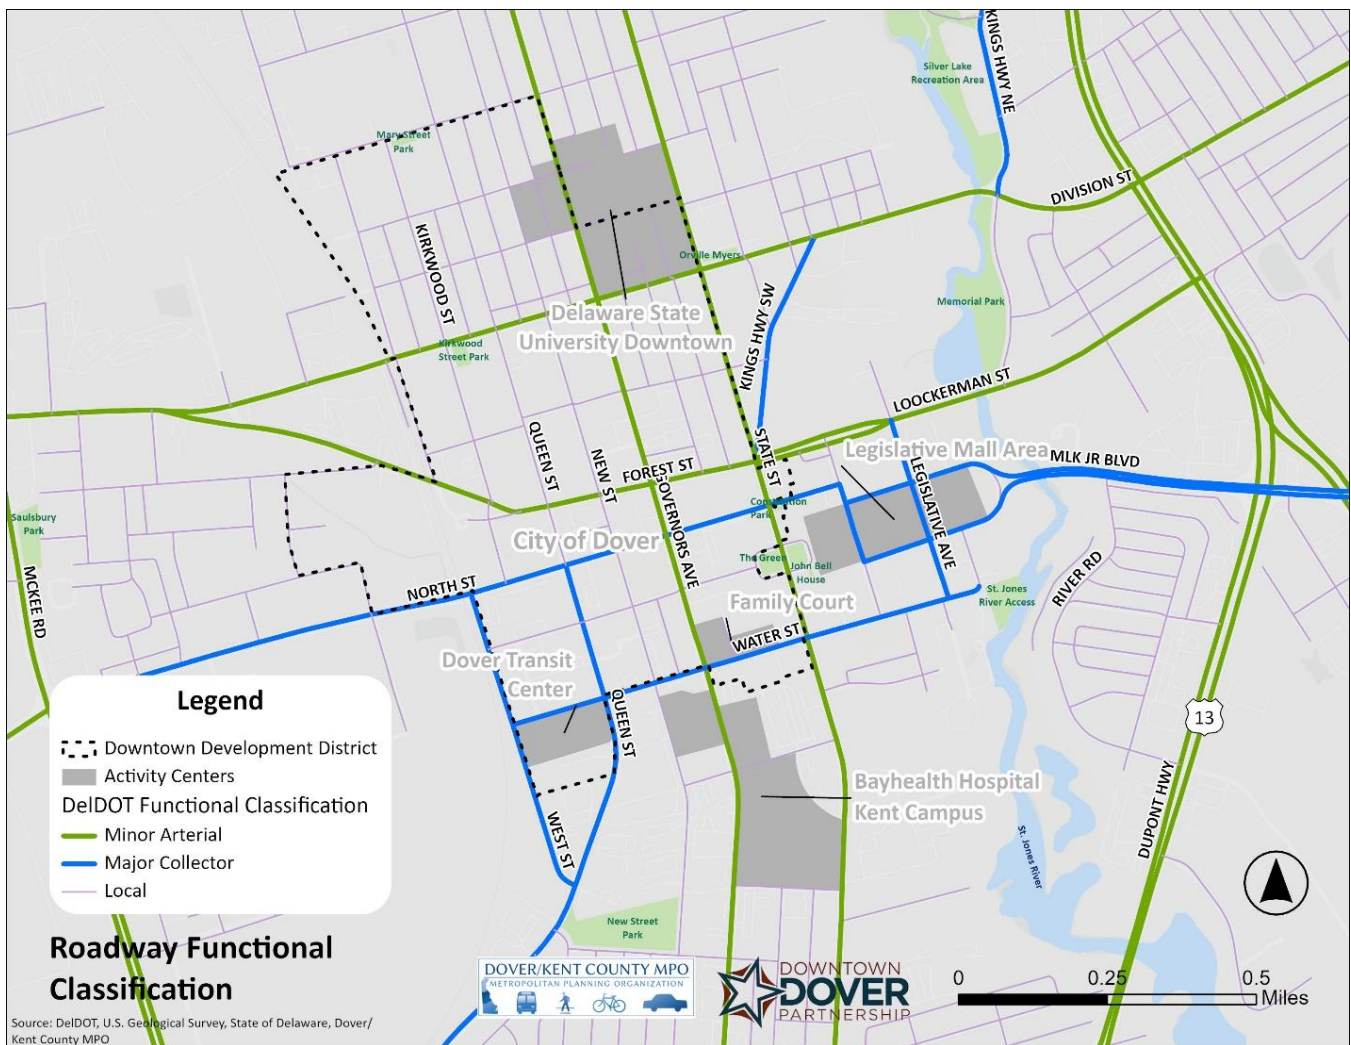 KINGS HWY NE
Silver Lake
Recreation Area
Mary Street
Park
DIVISION ST
KIRKWOOD ST
Orville Myers
KINGS HWY SW
Memorial Park
Delaware State
University Downtown
Kirkwood
Street Park
LOOCKERMAN ST
QUEEN ST
NEW ST
FOREST ST
STATE ST
Legislative Mall Area
MLK JR BLVD
GOVERNORS AVE
LEGISLATIVE AVE
Constitution
Park
Saulsbury
Park
City of Dover
The Green
John Bell
House
MCKEE RD
NORTH ST
RIVER RD
St. Jones
River Access
Family Court
WATER ST
Dover Transit
Center
QUEEN ST
13
DUPONT HWY
Bayhealth Hospital
Kent Campus
WEST ST
St. Jones River
New Street
Park
Legend
Downtown Development District
Activity Centers
DelDOT Functional Classification
Minor Arterial
Major Collector
Local
Roadway Functional
Classification
DOVER/KENT COUNTY MPO
METROPOLITAN PLANNING ORGANIZATION
DOWNTOWN
DOVER
PARTNERSHIP
0 0.25 0.5
Miles
Source: DelDOT, U.S. Geological Survey, State of Delaware, Dover/
Kent County MPO